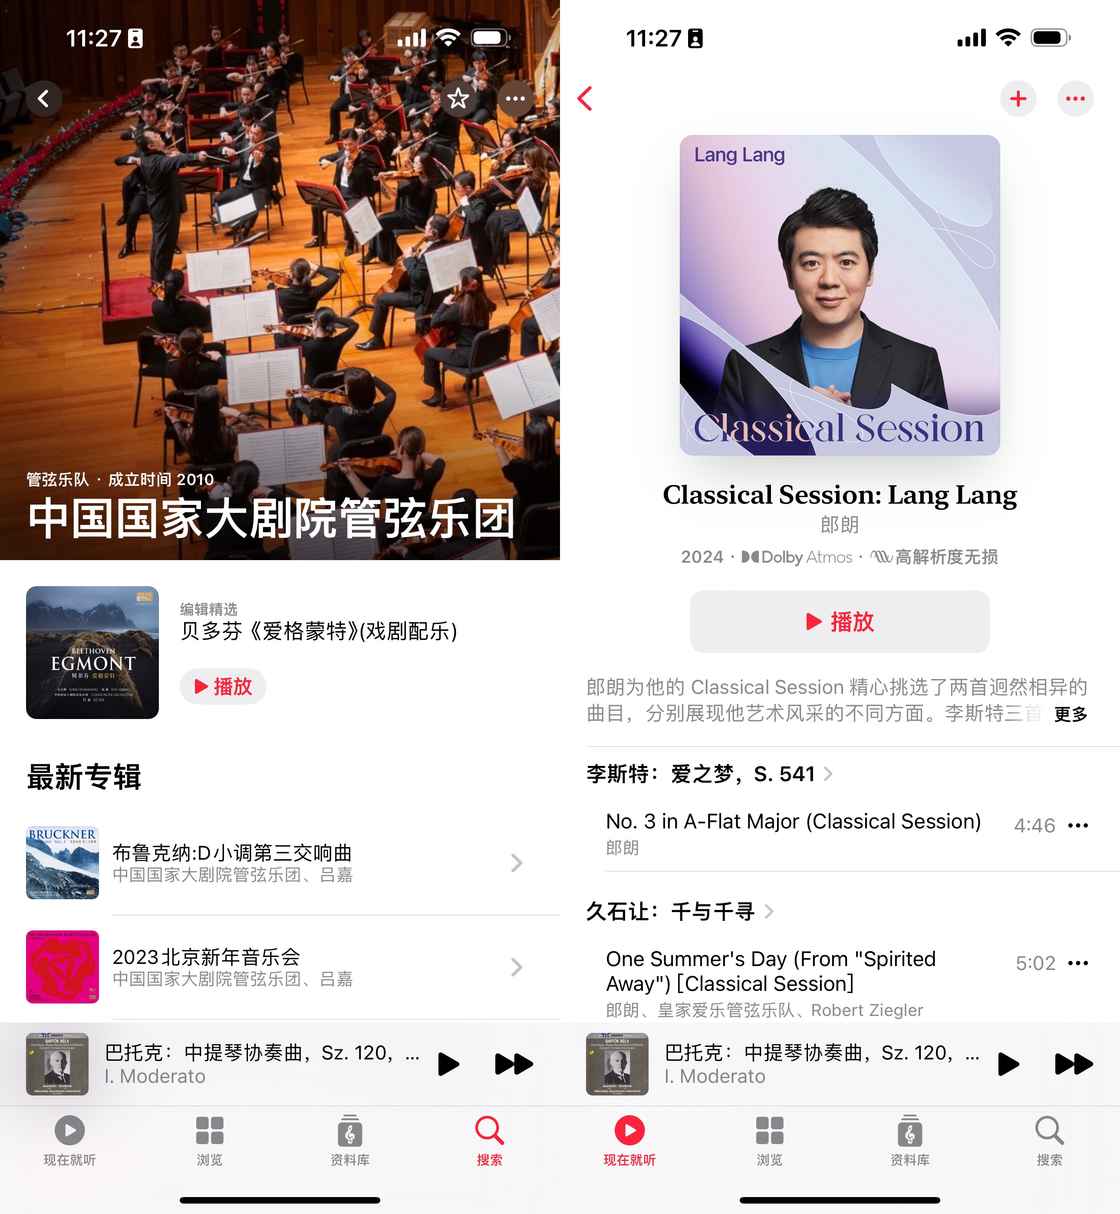 11:27
管弦乐队 · 成立时间 2010
中国国家大剧院管弦乐团
BEETHOVEN
EGMONT
编辑精选
贝多芬《爱格蒙特》(戏剧配乐)
播放
最新专辑
BRUCKNER
布鲁克纳:D小调第三交响曲
中国国家大剧院管弦乐团、吕嘉
2023北京新年音乐会
中国国家大剧院管弦乐团、吕嘉
巴托克：中提琴协奏曲，Sz. 120，...
I. Moderato
现在就听
浏览
资料库
搜索
11:27
Lang Lang
Classical Session
Classical Session: Lang Lang
郎朗
2024 · Dolby Atmos · 高解析度无损
播放
郎朗为他的 Classical Session 精心挑选了两首迥然相异的
曲目，分别展现他艺术风采的不同方面。李斯特三首 更多
李斯特：爱之梦，S. 541
No. 3 in A-Flat Major (Classical Session)
4:46
郎朗
久石让：千与千寻
One Summer's Day (From "Spirited
Away") [Classical Session]
5:02
郎朗、皇家爱乐管弦乐队、Robert Ziegler
巴托克：中提琴协奏曲，Sz. 120，...
I. Moderato
现在就听
浏览
资料库
搜索